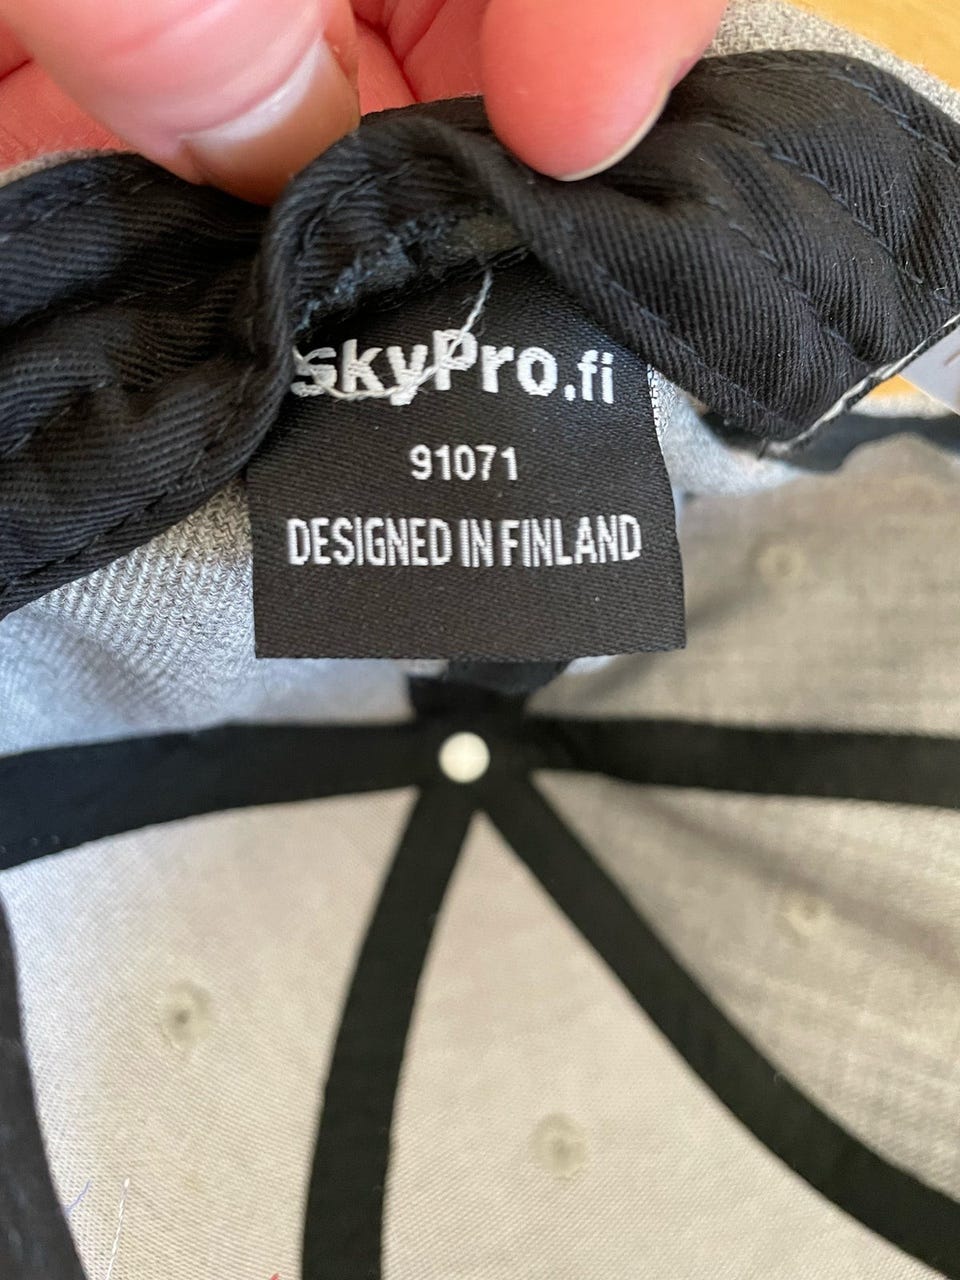 skyPro.fi
91071
DESIGNED IN FINLAND